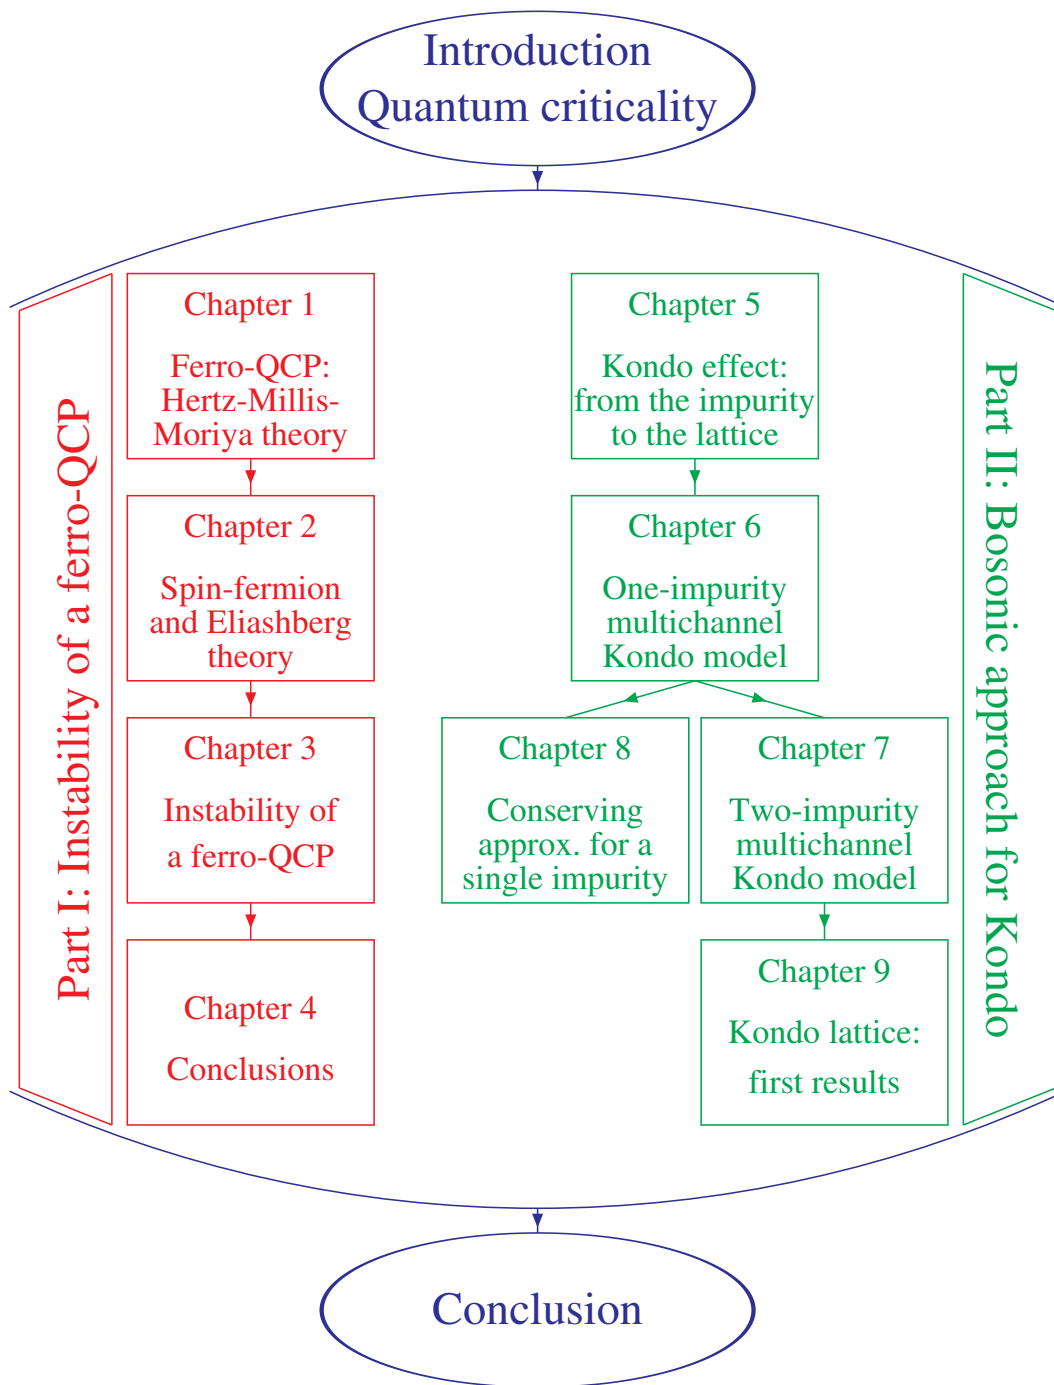 Introduction
Quantum criticality
Part I: Instability of a ferro-QCP
Chapter 1
Ferro-QCP:
Hertz-Millis-
Moriya theory
Chapter 2
Spin-fermion
and Eliashberg
theory
Chapter 3
Instability of
a ferro-QCP
Chapter 4
Conclusions
Chapter 5
Kondo effect:
from the impurity
to the lattice
Chapter 6
One-impurity
multichannel
Kondo model
Chapter 8
Conserving
approx. for a
single impurity
Chapter 7
Two-impurity
multichannel
Kondo model
Chapter 9
Kondo lattice:
first results
Part II: Bosonic approach for Kondo
Conclusion